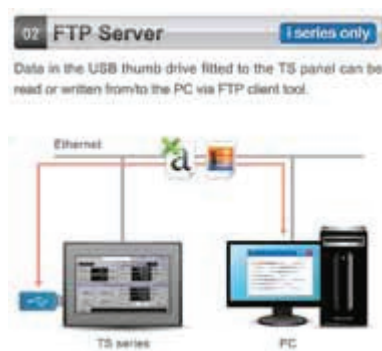 02 FTP Server i series only
Data in the USB thumb drive fitted to the TS panel can be
read or written from/to the PC via FTP client tool.
Ethernet
a
TS series
PC